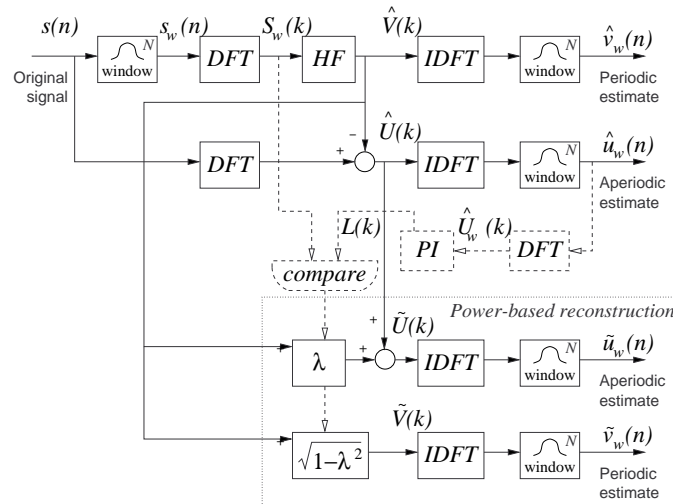 s(n) s_w(n) S_w(k) V̂(k) v̂_w(n)
N window DFT HF IDFT N window
Original signal
Periodic estimate
− Û(k) û_w(n)
DFT + IDFT N window
Aperiodic estimate
L(k) PI Û_w(k) DFT
compare
Power-based reconstruction
+ Ũ(k) ũ_w(n)
+ λ + IDFT N window
Aperiodic estimate
Ṽ(k) ṽ_w(n)
+ √1−λ² IDFT N window
Periodic estimate